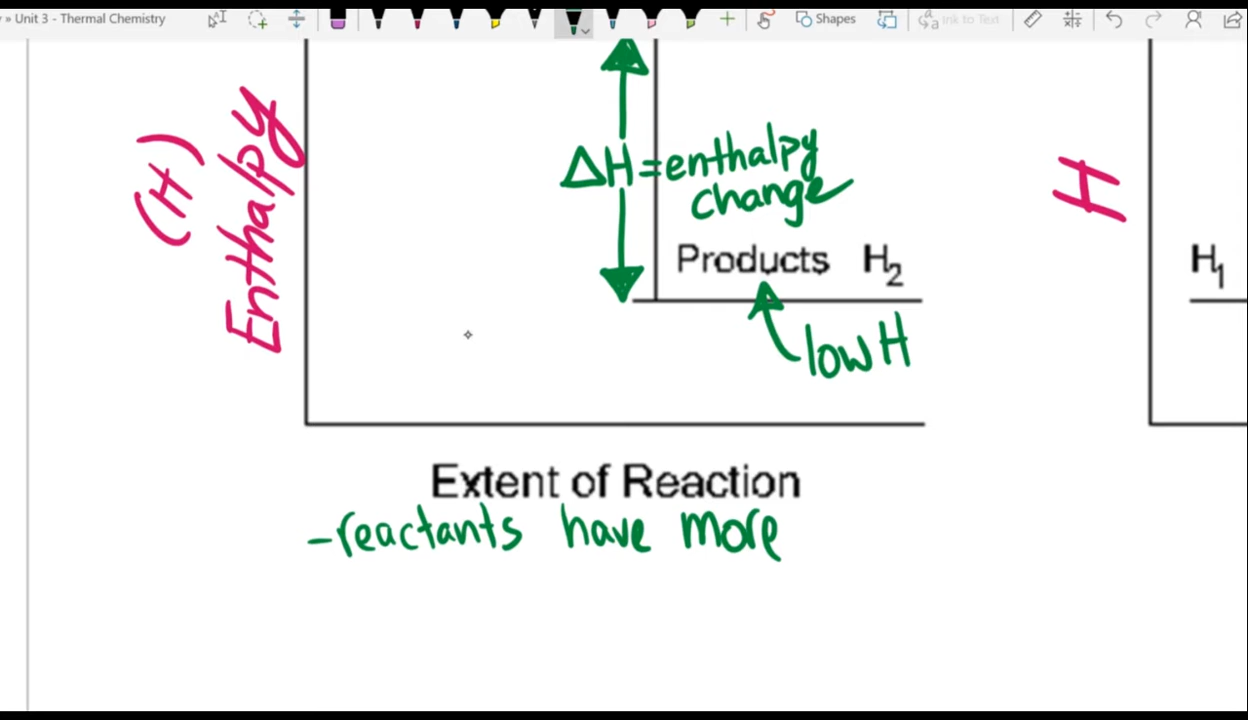 » Unit 3 - Thermal Chemistry
Shapes
Ink to Text
(H)
Enthalpy
ΔH=enthalpy
change
Products H₂
low H
Extent of Reaction
-reactants have more
H
H₁